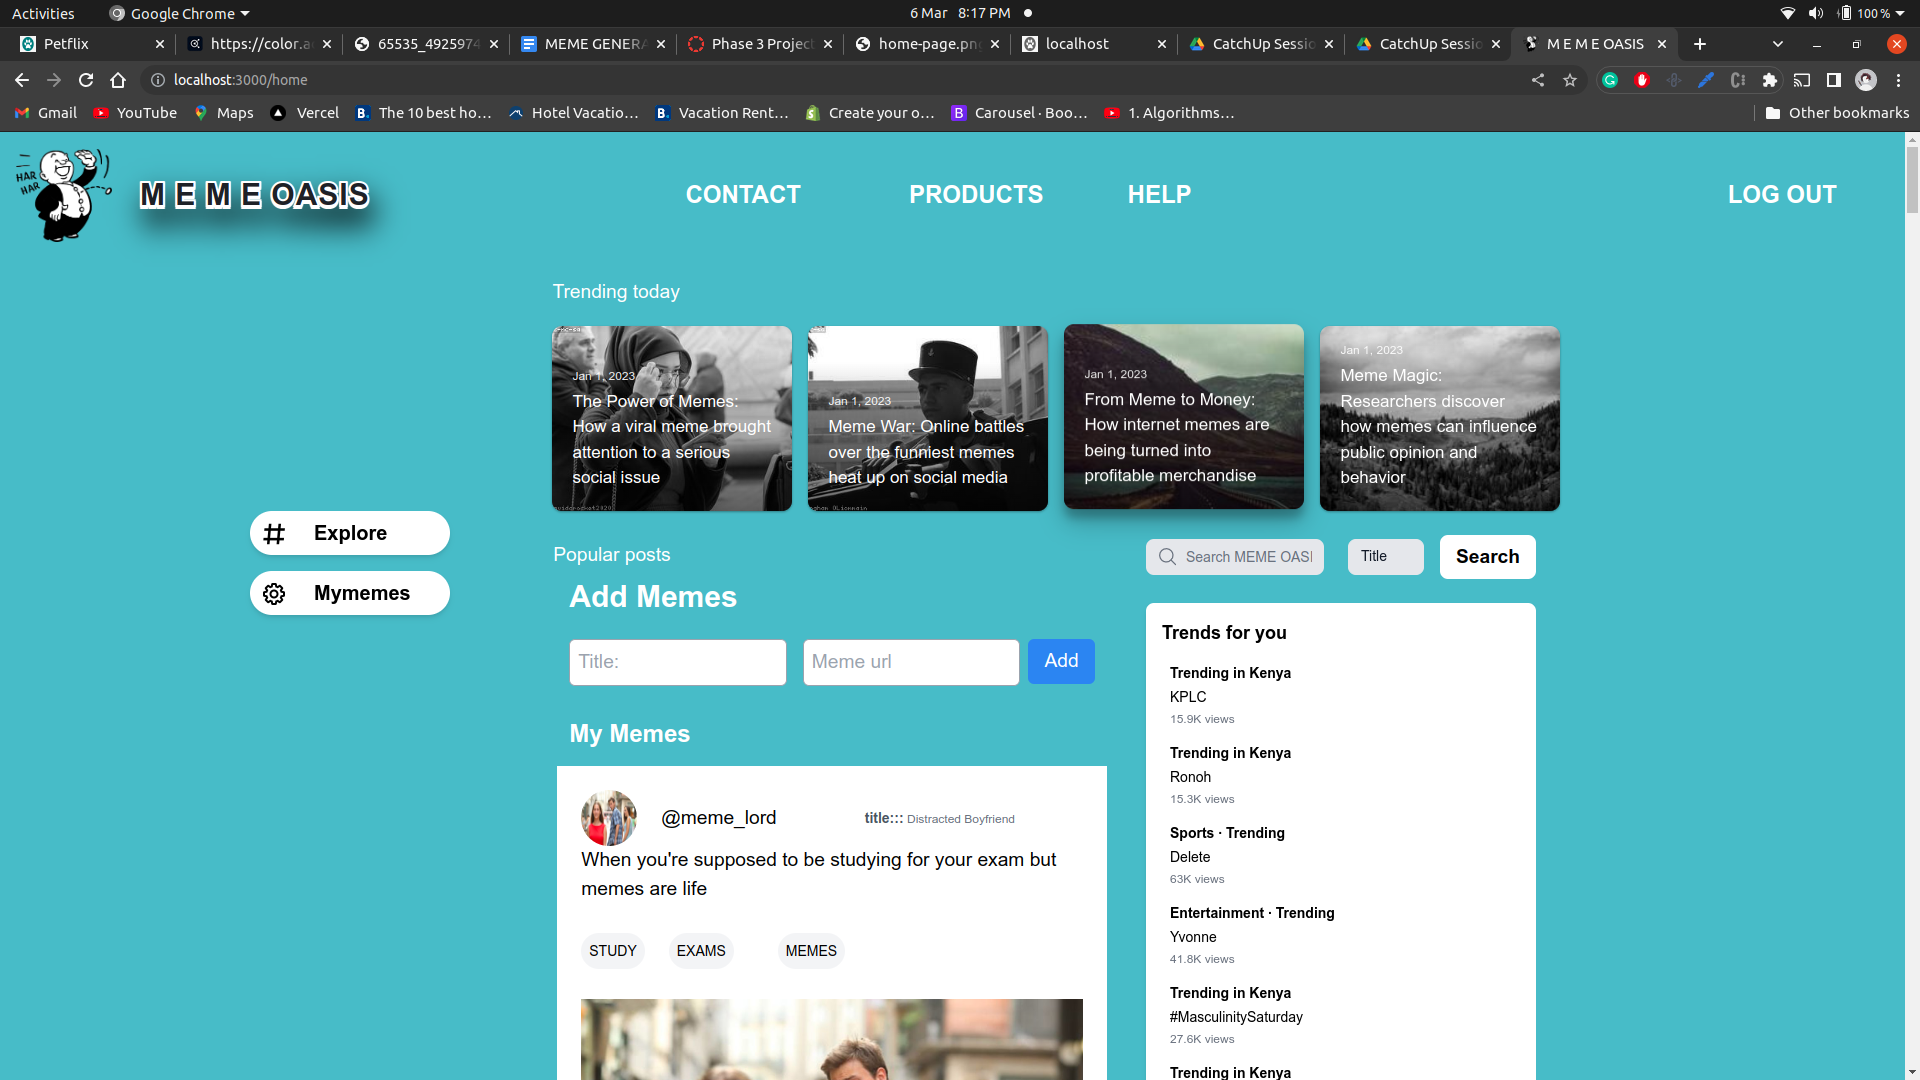 Activities
Google Chrome
6 Mar 8:17 PM
100 %
Petflix
https://color.a
65535_4925974
MEME GENERA
Phase 3 Projec
home-page.pn
localhost
CatchUp Sessio
CatchUp Sessio
M E M E OASIS
localhost:3000/home
Gmail
YouTube
Maps
Vercel
The 10 best ho...
Hotel Vacatio...
Vacation Rent...
Create your o...
Carousel · Boo...
1. Algorithms...
Other bookmarks
HAR
HAR
M E M E OASIS
CONTACT
PRODUCTS
HELP
LOG OUT
Trending today
Jan 1, 2023
The Power of Memes:
How a viral meme brought
attention to a serious
social issue
Jan 1, 2023
Meme War: Online battles
over the funniest memes
heat up on social media
Jan 1, 2023
From Meme to Money:
How internet memes are
being turned into
profitable merchandise
Jan 1, 2023
Meme Magic:
Researchers discover
how memes can influence
public opinion and
behavior
Explore
Mymemes
Popular posts
Search MEME OASI
Title
Search
Add Memes
Title:
Meme url
Add
My Memes
@meme_lord
title::: Distracted Boyfriend
When you're supposed to be studying for your exam but
memes are life
STUDY
EXAMS
MEMES
Trends for you
Trending in Kenya
KPLC
15.9K views
Trending in Kenya
Ronoh
15.3K views
Sports · Trending
Delete
63K views
Entertainment · Trending
Yvonne
41.8K views
Trending in Kenya
#MasculinitySaturday
27.6K views
Trending in Kenya